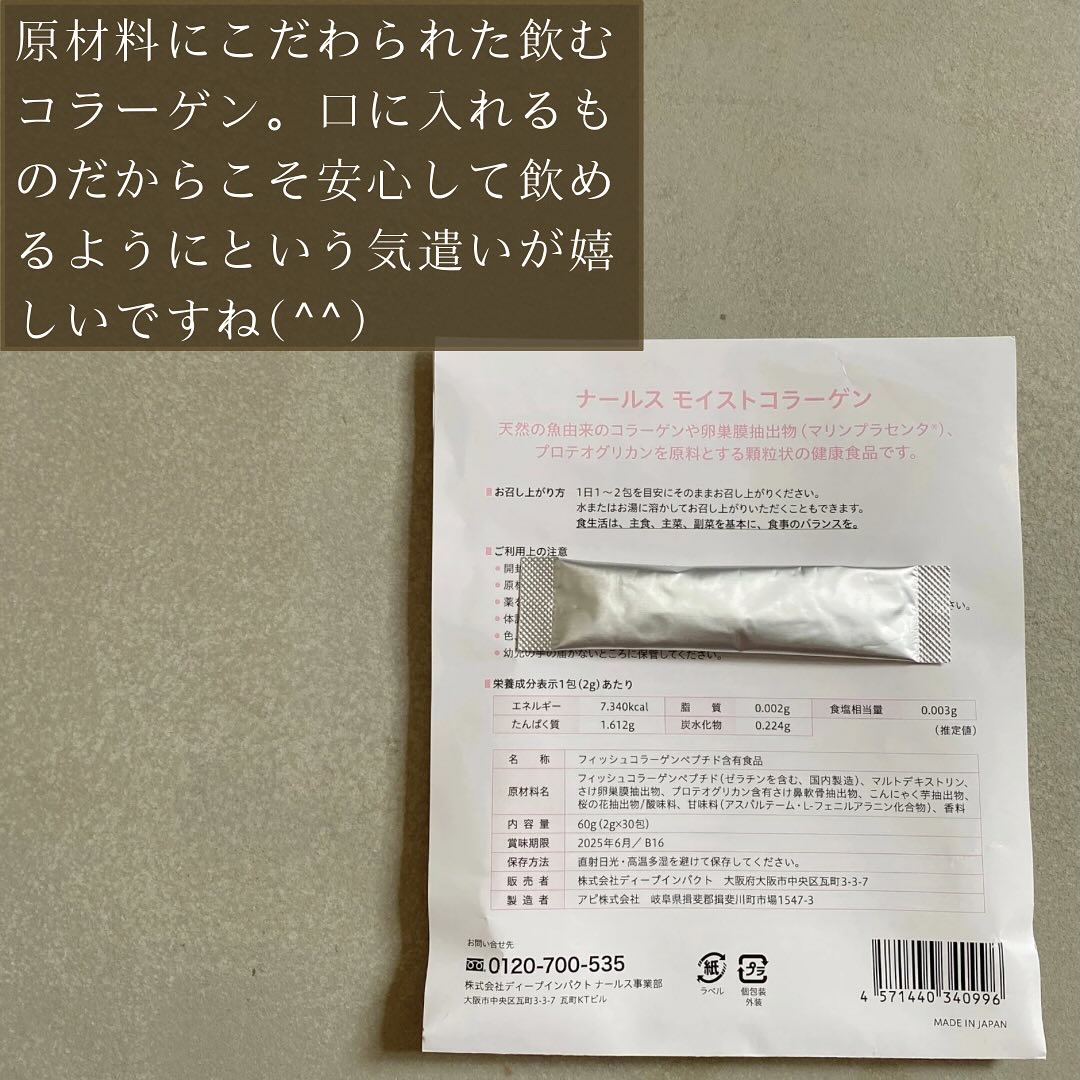 原材料にこだわられた飲む
コラーゲン。口に入れるも
のだからこそ安心して飲め
るようにという気遣いが嬉
しいですね(^^)
ナールス モイストコラーゲン
天然の魚由来のコラーゲンや卵巣膜抽出物(マリンプラセンタ®)、
プロテオグリカンを原料とする顆粒状の健康食品です。
お召し上がり方 1日1~2包を目安にそのままお召し上がりください。
水またはお湯に溶かしてお召し上がりいただくこともできます。
食生活は、主食、主菜、副菜を基本に、食事のバランスを。
ご利用上の注意
開封
原材
薬を さい。
体調
色、
幼児の手の届かないところに保管してください。
栄養成分表示1包(2g)あたり
エネルギー 7.340kcal 脂質 0.002g 食塩相当量 0.003g
たんぱく質 1.612g 炭水化物 0.224g (推定値)
名称 フィッシュコラーゲンペプチド含有食品
原材料名 フィッシュコラーゲンペプチド(ゼラチンを含む、国内製造)、マルトデキストリン、
さけ卵巣膜抽出物、プロテオグリカン含有さけ鼻軟骨抽出物、こんにゃく芋抽出物、
桜の花抽出物/酸味料、甘味料(アスパルテーム・L-フェニルアラニン化合物)、香料
内容量 60g(2g×30包)
賞味期限 2025年6月/B16
保存方法 直射日光・高温多湿を避けて保存してください。
販売者 株式会社ディープインパクト 大阪府大阪市中央区瓦町3-3-7
製造者 アピ株式会社 岐阜県揖斐郡揖斐川町市場1547-3
お問い合せ先
0120-700-535
株式会社ディープインパクト ナールス事業部
大阪市中央区瓦町3-3-7 瓦町KTビル
紙
ラベル
プラ
個包装
外装
4 571440 340996
MADE IN JAPAN